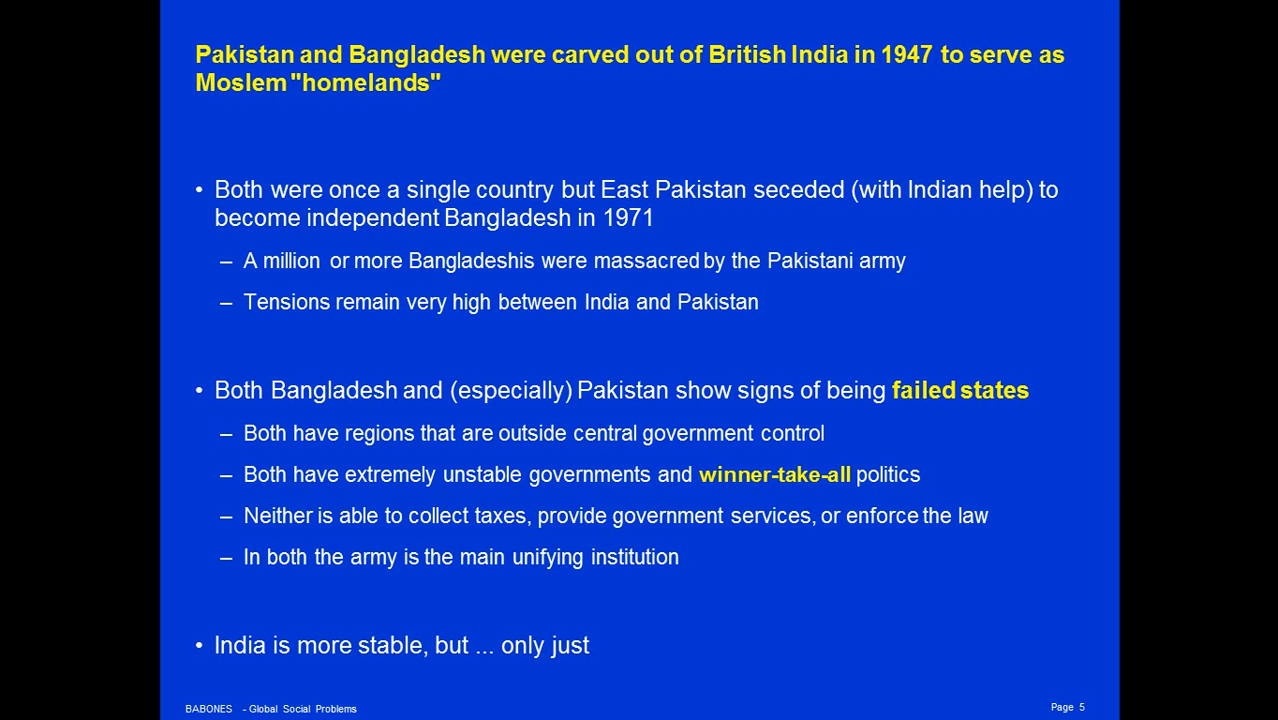 Pakistan and Bangladesh were carved out of British India in 1947 to serve as
Moslem "homelands"
• Both were once a single country but East Pakistan seceded (with Indian help) to
become independent Bangladesh in 1971
– A million or more Bangladeshis were massacred by the Pakistani army
– Tensions remain very high between India and Pakistan
• Both Bangladesh and (especially) Pakistan show signs of being failed states
– Both have regions that are outside central government control
– Both have extremely unstable governments and winner-take-all politics
– Neither is able to collect taxes, provide government services, or enforce the law
– In both the army is the main unifying institution
• India is more stable, but ... only just
BABONES - Global Social Problems
Page 5